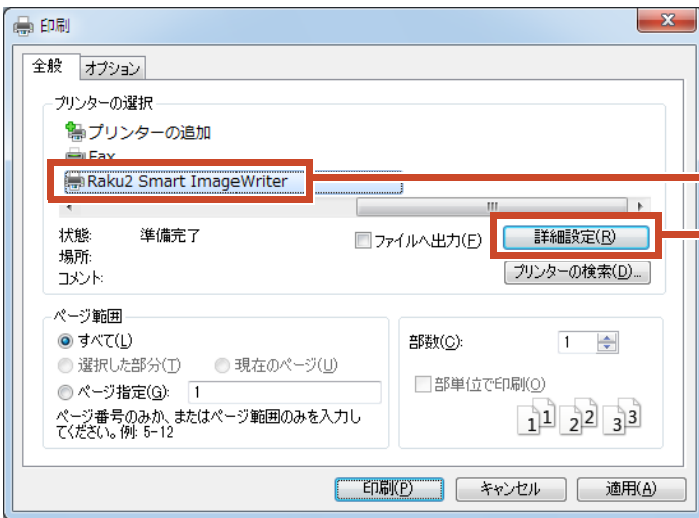 印刷
全般 オプション
プリンターの選択
プリンターの追加
Fax
Raku2 Smart ImageWriter
状態: 準備完了
ファイルへ出力(F)
詳細設定(R)
場所:
コメント:
プリンターの検索(D)...
ページ範囲
すべて(L)
選択した部分(T) 現在のページ(U)
ページ指定(G): 1
ページ番号のみか、またはページ範囲のみを入力し
てください。例: 5-12
部数(C): 1
部単位で印刷(O)
1 1 2 2 3 3
印刷(P) キャンセル 適用(A)